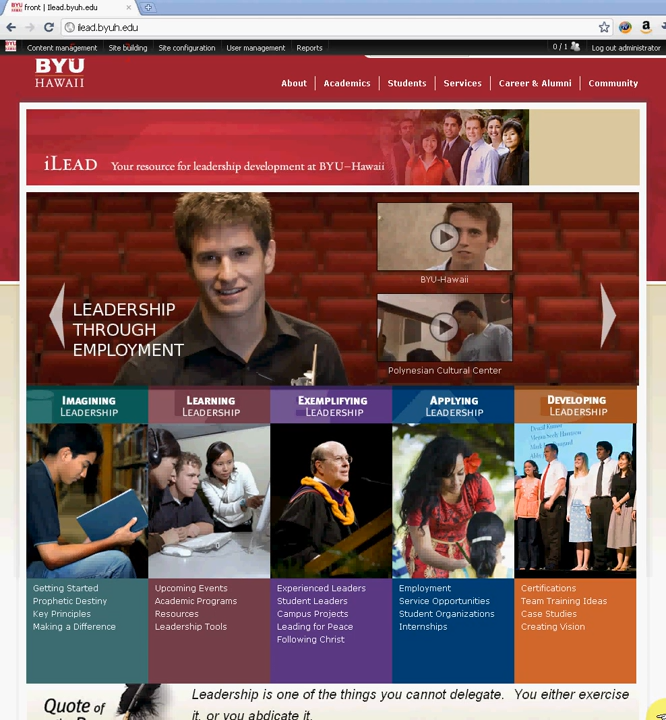 front | Ilead.byuh.edu
ilead.byuh.edu
Content management Site building Site configuration User management Reports 0 / 1 Log out administrator
BYU
HAWAII
About Academics Students Services Career & Alumni Community
iLEAD Your resource for leadership development at BYU–Hawaii
BYU-Hawaii
LEADERSHIP
THROUGH
EMPLOYMENT
Polynesian Cultural Center
IMAGINING LEADERSHIP
LEARNING LEADERSHIP
EXEMPLIFYING LEADERSHIP
APPLYING LEADERSHIP
DEVELOPING LEADERSHIP
Getting Started
Prophetic Destiny
Key Principles
Making a Difference
Upcoming Events
Academic Programs
Resources
Leadership Tools
Experienced Leaders
Student Leaders
Campus Projects
Leading for Peace
Following Christ
Employment
Service Opportunities
Student Organizations
Internships
Certifications
Team Training Ideas
Case Studies
Creating Vision
Quote of
Leadership is one of the things you cannot delegate. You either exercise
it, or you abdicate it.